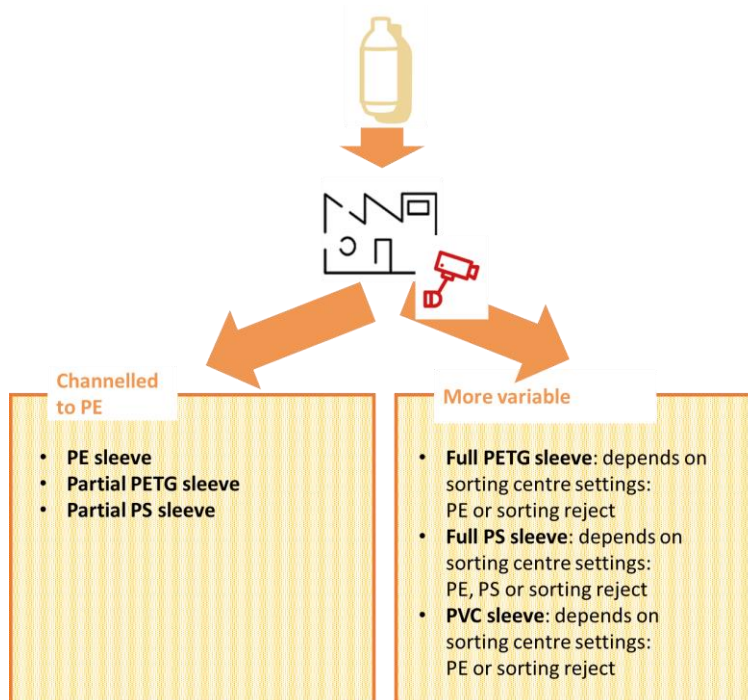 Channelled
to PE
• PE sleeve
• Partial PETG sleeve
• Partial PS sleeve
More variable
• Full PETG sleeve: depends on
sorting centre settings:
PE or sorting reject
• Full PS sleeve: depends on
sorting centre settings:
PE, PS or sorting reject
• PVC sleeve: depends on
sorting centre settings:
PE or sorting reject